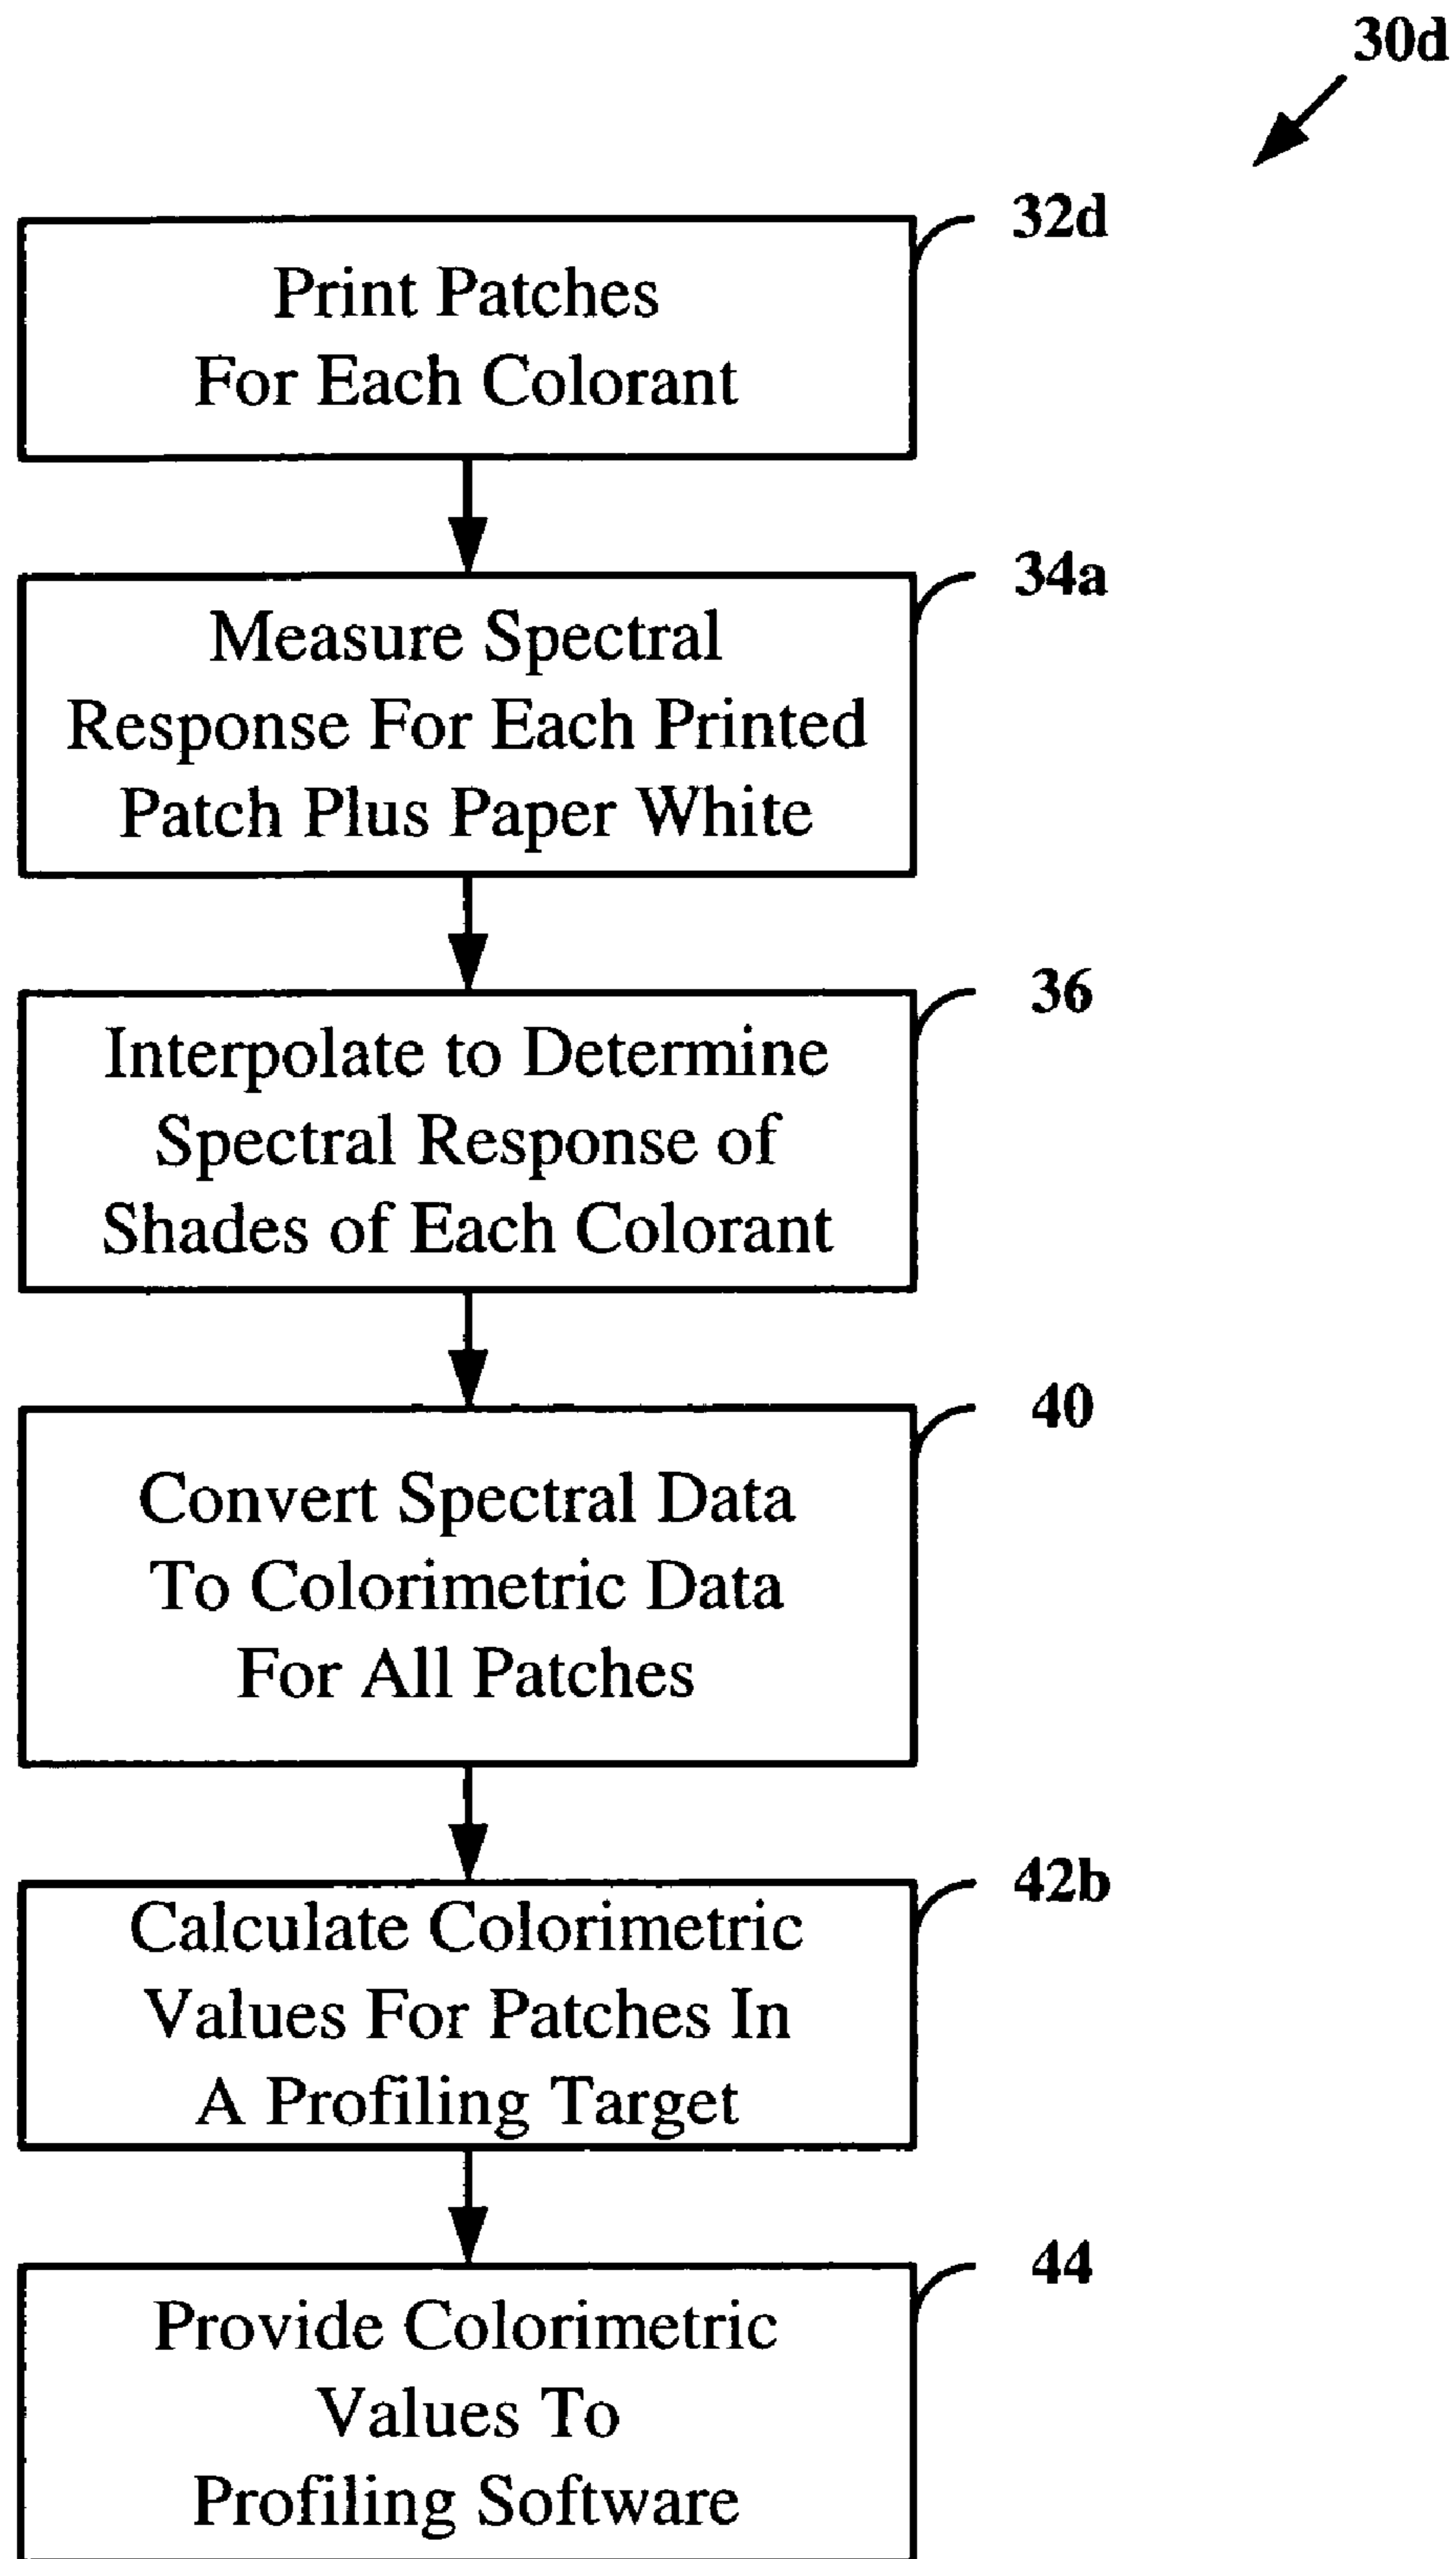 30d
32d
Print Patches
For Each Colorant
34a
Measure Spectral
Response For Each Printed
Patch Plus Paper White
36
Interpolate to Determine
Spectral Response of
Shades of Each Colorant
40
Convert Spectral Data
To Colorimetric Data
For All Patches
42b
Calculate Colorimetric
Values For Patches In
A Profiling Target
44
Provide Colorimetric
Values To
Profiling Software